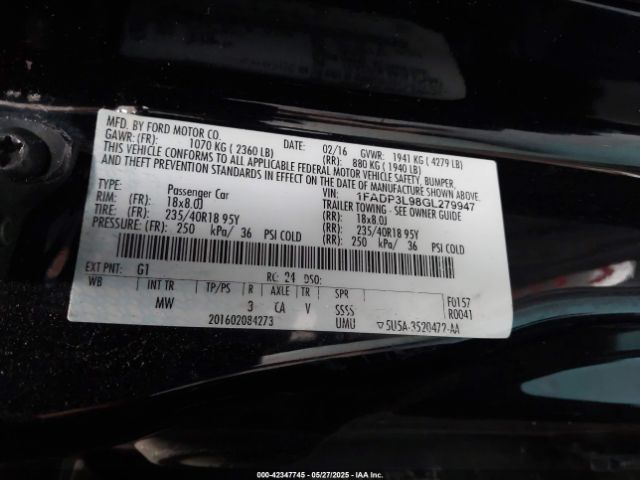 MFD. BY FORD MOTOR CO.
DATE: 02/16 GVWR: 1941 KG ( 4279 LB)
GAWR: (FR): 1070 KG ( 2360 LB) (RR): 880 KG ( 1940 LB)
THIS VEHICLE CONFORMS TO ALL APPLICABLE FEDERAL MOTOR VEHICLE SAFETY, BUMPER,
AND THEFT PREVENTION STANDARDS IN EFFECT ON THE DATE OF MANUFACTURE SHOWN ABOVE.
VIN: 1FADP3L98GL279947
TYPE: Passenger Car TRAILER TOWING - SEE OWNER GUIDE
RIM: (FR) 18x8.0J (RR): 18x8.0J
TIRE: (FR) 235/40R18 95Y (RR): 235/40R18 95Y
PRESSURE: (FR) 250 kPa/ 36 PSI COLD (RR): 250 kPa/ 36 PSI COLD
EXT PNT: G1 RC: 24 DSO:
WB INT TR TP/PS R AXLE TR SPR F0157
MW 3 CA V SSSS R0041
201602084273 UMU ▽5U5A-3520472-AA
000-42347745 - 05/27/2025 - IAAI.COM